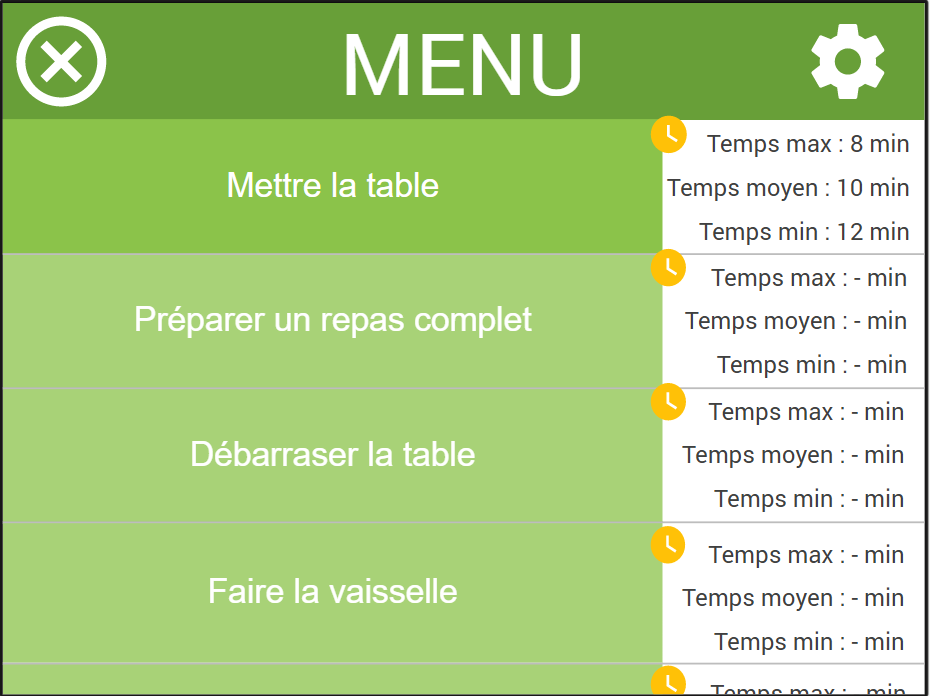 MENU
Mettre la table
Temps max : 8 min
Temps moyen : 10 min
Temps min : 12 min
Préparer un repas complet
Temps max : - min
Temps moyen : - min
Temps min : - min
Débarraser la table
Temps max : - min
Temps moyen : - min
Temps min : - min
Faire la vaisselle
Temps max : - min
Temps moyen : - min
Temps min : - min
Temps max : - min